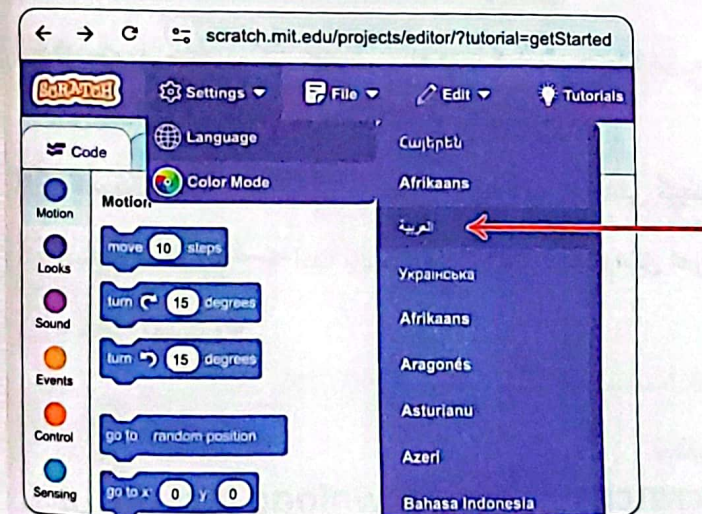 scratch.mit.edu/projects/editor/?tutorial=getStarted
SCRATCH Settings File Edit Tutorials
Code
Language
Color Mode
Motion
Looks
Sound
Events
Control
Sensing
Motion
move 10 steps
turn 15 degrees
turn 15 degrees
go to random position
go to x: 0 y: 0
Հայերեն
Afrikaans
العربية
Українська
Afrikaans
Aragonés
Asturianu
Azeri
Bahasa Indonesia